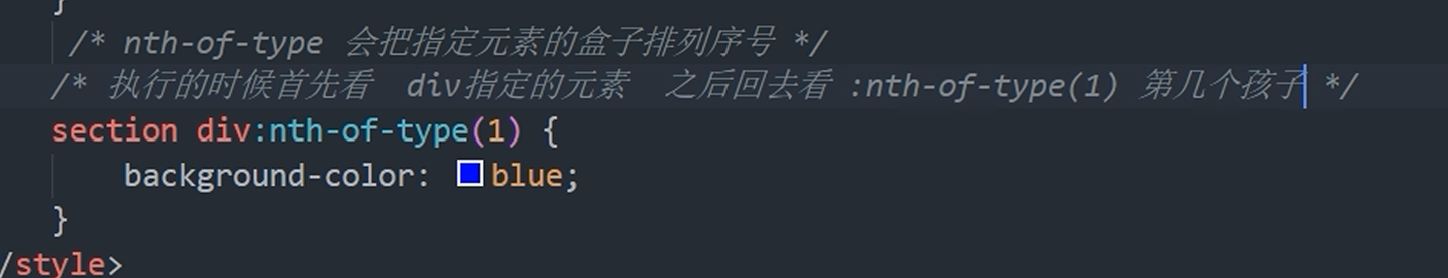 }
/* nth-of-type 会把指定元素的盒子排列序号 */
/* 执行的时候首先看  div指定的元素  之后回去看 :nth-of-type(1) 第几个孩子 */
section div:nth-of-type(1) {
background-color: blue;
}
/style>